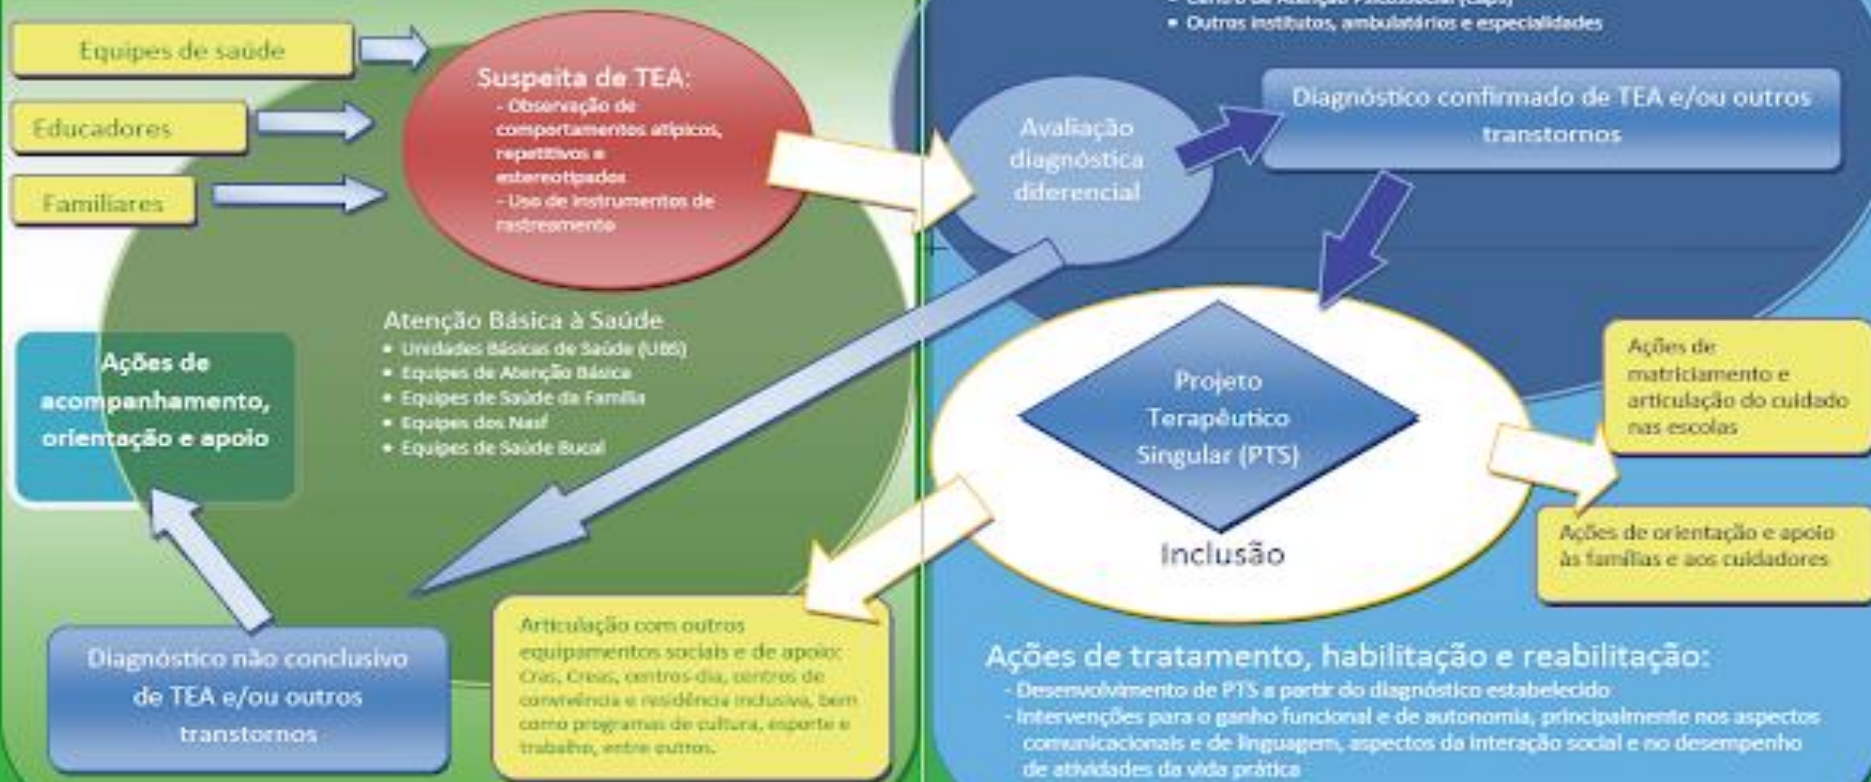 Equipes de saúde
Educadores
Familiares
Suspeita de TEA:
- Observação de
comportamentos atípicos,
repetitivos e
estereotipados
- Uso de instrumentos de
rastreamento
Atenção Básica à Saúde
• Unidades Básicas de Saúde (UBS)
• Equipes de Atenção Básica
• Equipes de Saúde da Família
• Equipes dos Nasf
• Equipes de Saúde Bucal
Ações de
acompanhamento,
orientação e apoio
Diagnóstico não conclusivo
de TEA e/ou outros
transtornos
Articulação com outros
equipamentos sociais e de apoio:
Cras, Creas, centros-dia, centros de
convivência e residência inclusiva, bem
como programas de cultura, esporte e
trabalho, entre outros.
• Centro de Atenção Psicossocial (Caps)
• Outros institutos, ambulatórios e especialidades
Avaliação
diagnóstica
diferencial
Diagnóstico confirmado de TEA e/ou outros
transtornos
Projeto
Terapêutico
Singular (PTS)
Inclusão
Ações de
matriciamento e
articulação do cuidado
nas escolas
Ações de orientação e apoio
às famílias e aos cuidadores
Ações de tratamento, habilitação e reabilitação:
- Desenvolvimento de PTS a partir do diagnóstico estabelecido
- Intervenções para o ganho funcional e de autonomia, principalmente nos aspectos
comunicacionais e de linguagem, aspectos da interação social e no desempenho
de atividades da vida prática